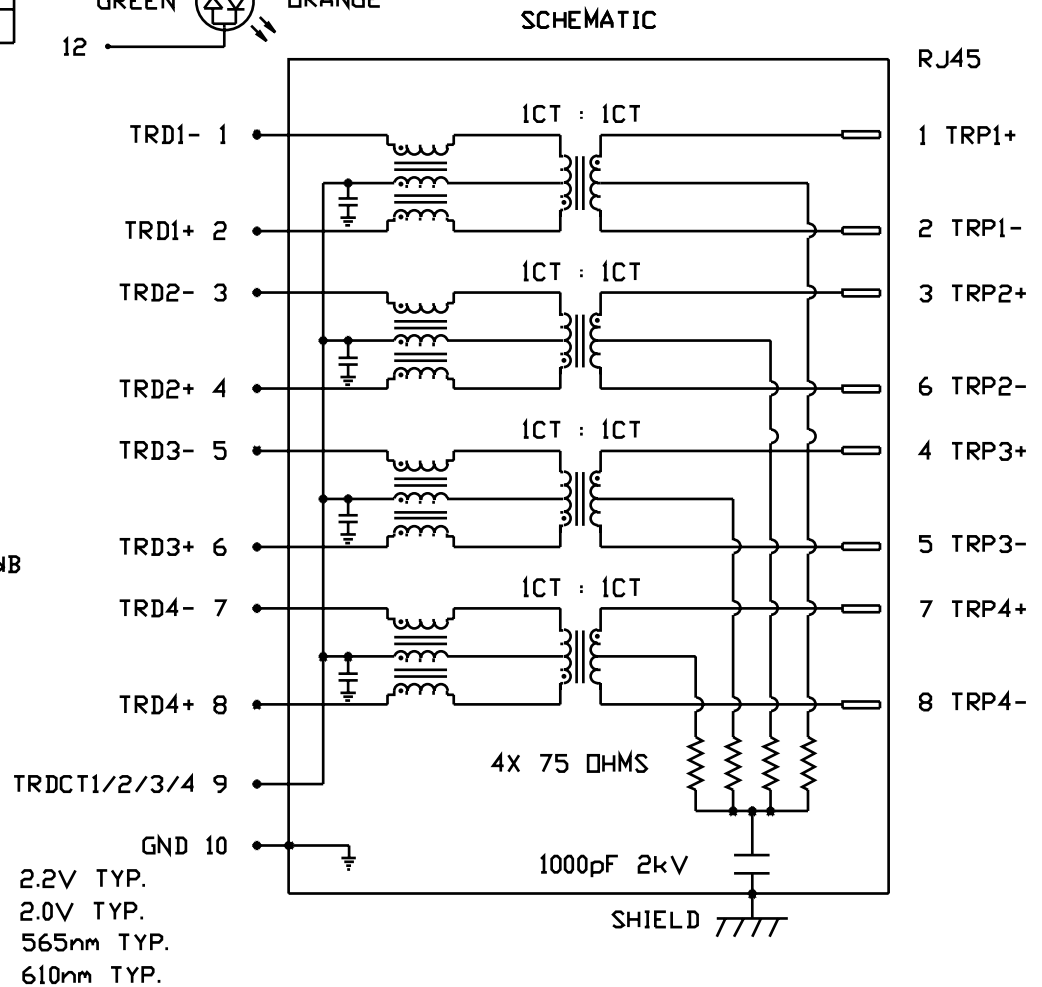 GREEN ORANGE
12
SCHEMATIC
RJ45
1CT : 1CT
TRD1- 1
1 TRP1+
TRD1+ 2
2 TRP1-
1CT : 1CT
TRD2- 3
3 TRP2+
TRD2+ 4
6 TRP2-
1CT : 1CT
TRD3- 5
4 TRP3+
TRD3+ 6
5 TRP3-
1CT : 1CT
TRD4- 7
7 TRP4+
TRD4+ 8
8 TRP4-
4X 75 OHMS
TRDCT1/2/3/4 9
GND 10
1000pF 2kV
SHIELD
2.2V TYP.
2.0V TYP.
565nm TYP.
610nm TYP.